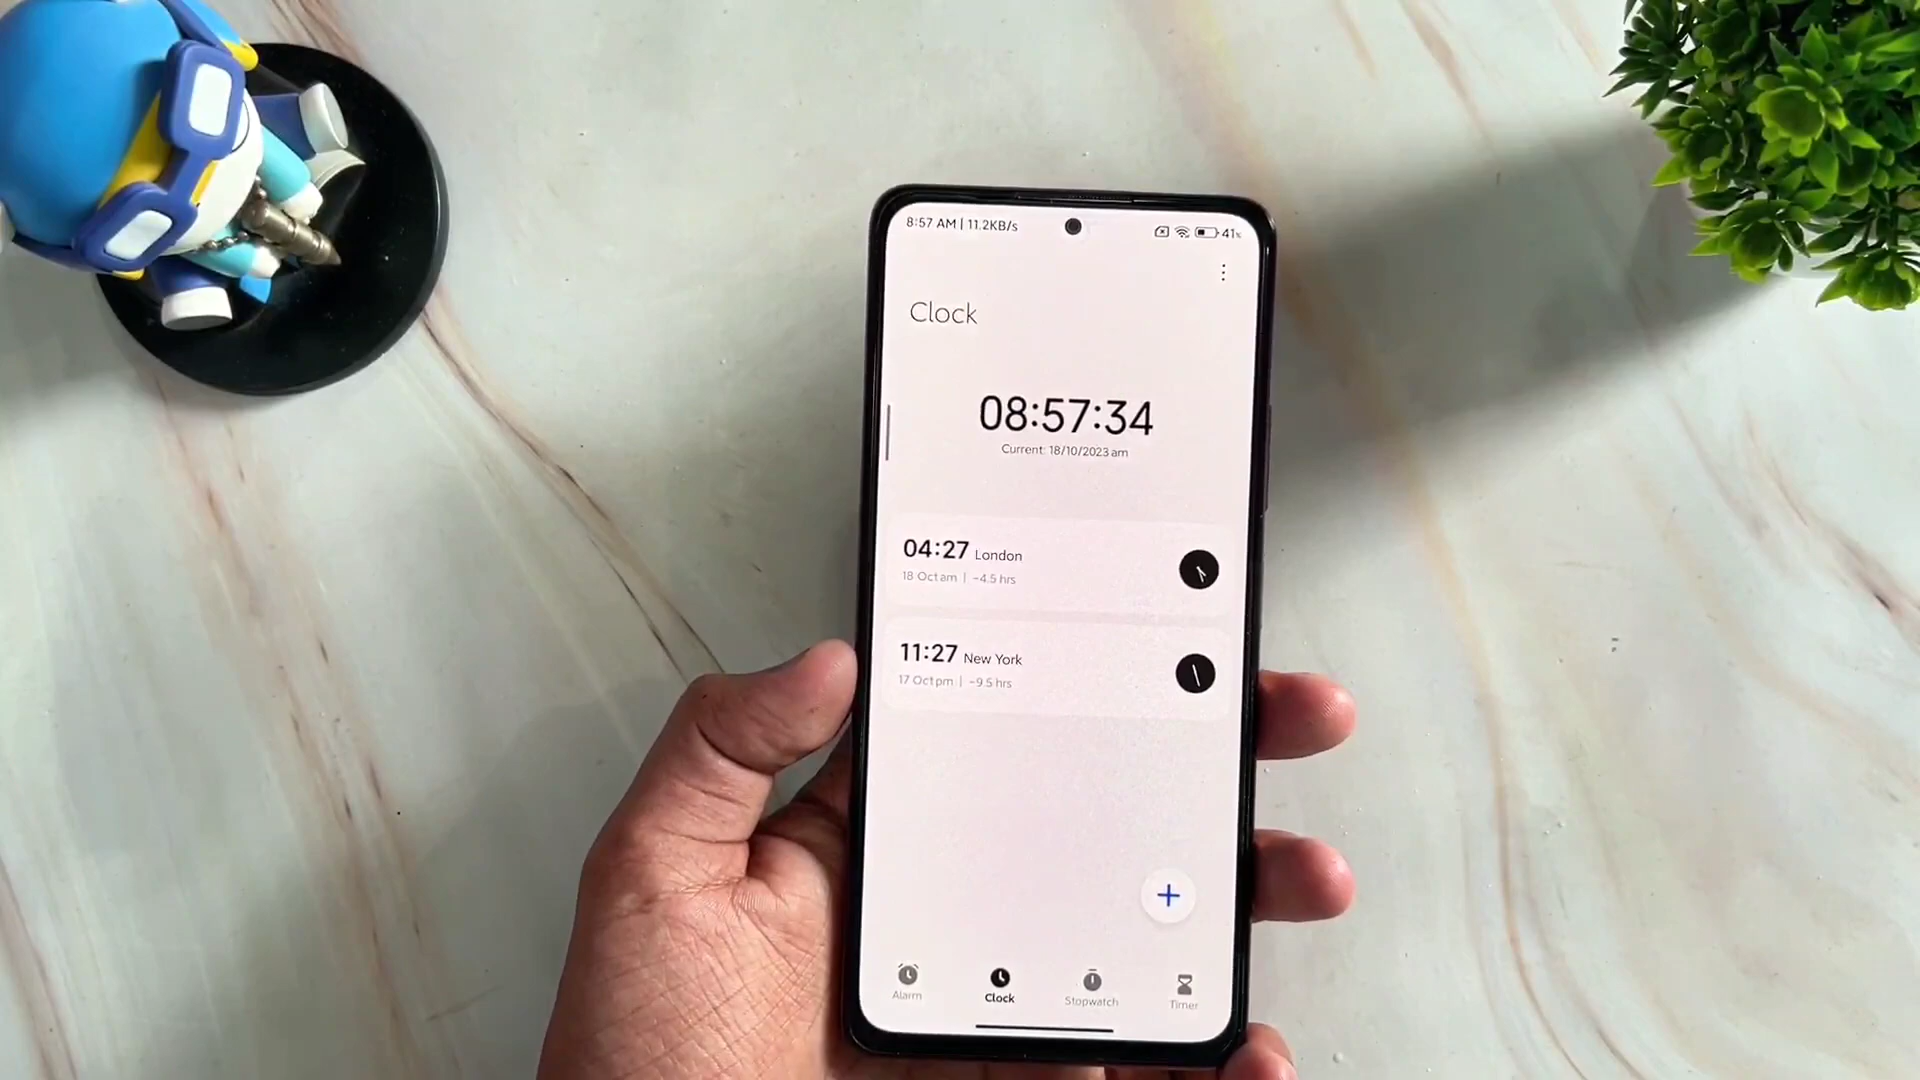 8:57 AM | 11.2KB/s
41%
Clock
08:57:34
Current: 18/10/2023 am
04:27 London
18 Oct am | -4.5 hrs
11:27 New York
17 Oct pm | -9.5 hrs
Alarm
Clock
Stopwatch
Timer